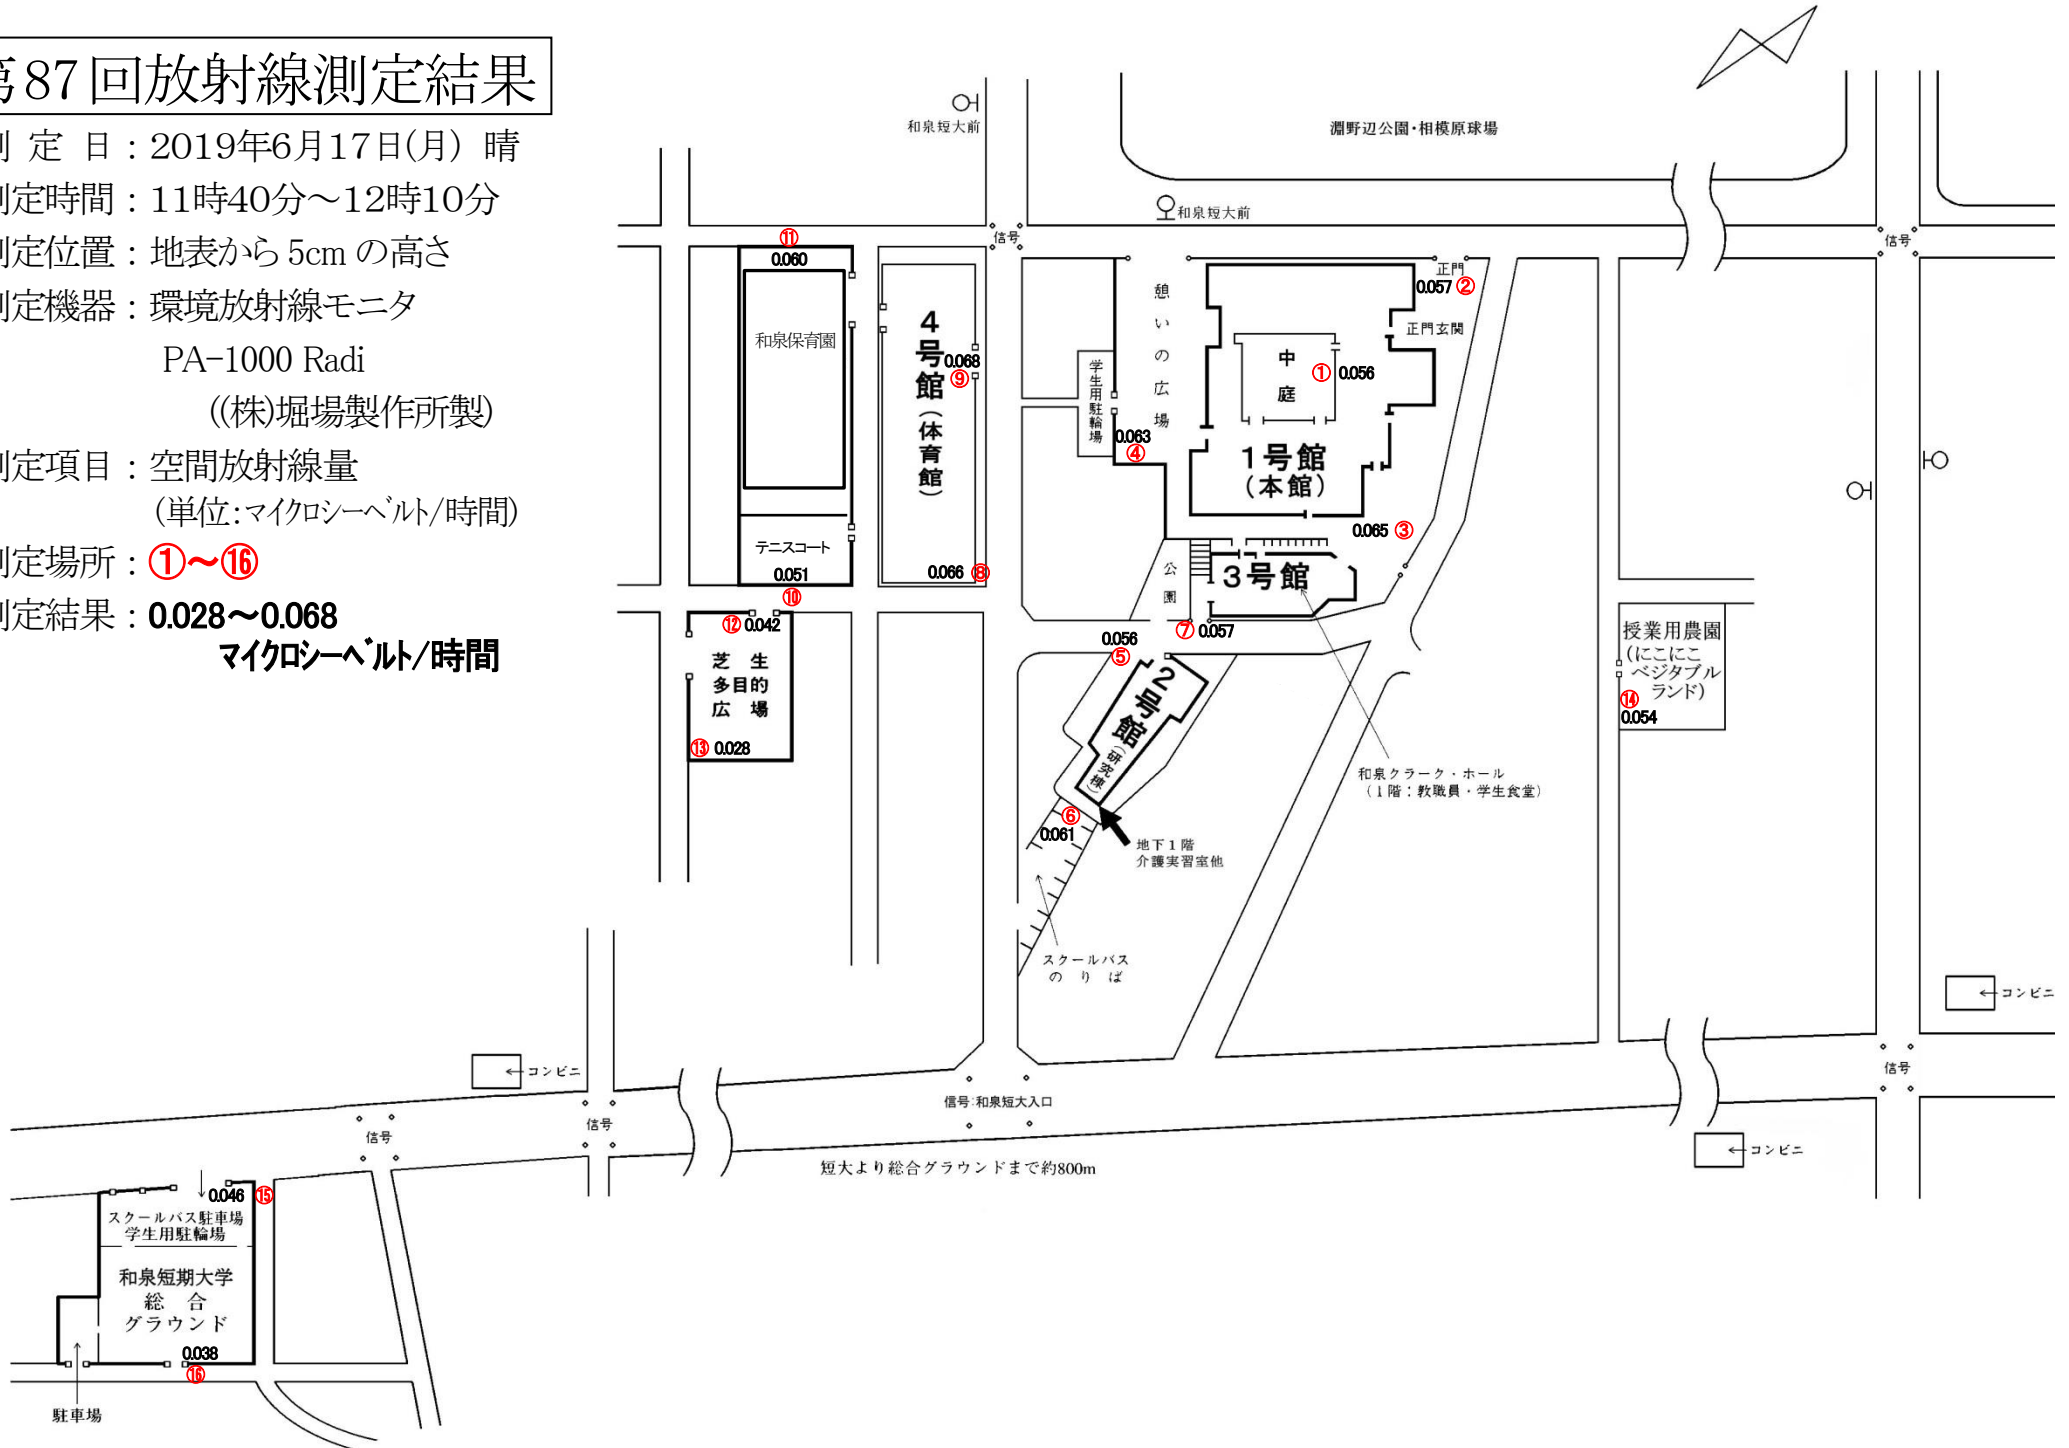 第87回放射線測定結果
測 定 日：2019年6月17日(月) 晴
測定時間：11時40分～12時10分
測定位置：地表から5cmの高さ
測定機器：環境放射線モニタ
PA-1000 Radi
((株)堀場製作所製)
測定項目：空間放射線量
(単位:マイクロシーベルト/時間)
測定場所：①～⑯
測定結果：0.028～0.068
マイクロシーベルト/時間
和泉短大前
淵野辺公園・相模原球場
和泉短大前
信号
信号
⑪
0.060
和泉保育園
テニスコート
0.051
⑩
4号館(体育館)
0.068
⑨
0.066 ⑧
学生用駐輪場
憩いの広場
0.063
④
正門
0.057 ②
正門玄関
中庭
① 0.056
1号館
(本館)
0.065 ③
公園
3号館
⑦ 0.057
0.056
⑤
2号館(研究棟)
⑥
0.061
地下1階
介護実習室他
スクールバス
のりば
和泉クラーク・ホール
(1階：教職員・学生食堂)
⑫ 0.042
芝 生
多目的
広 場
⑬ 0.028
授業用農園
(にこにこ
ベジタブル
ランド)
⑭
0.054
←コンビニ
←コンビニ
信号
信号:和泉短大入口
信号
信号
←コンビニ
短大より総合グラウンドまで約800m
0.046 ⑮
スクールバス駐車場
学生用駐輪場
和泉短期大学
総 合
グラウンド
0.038
⑯
駐車場